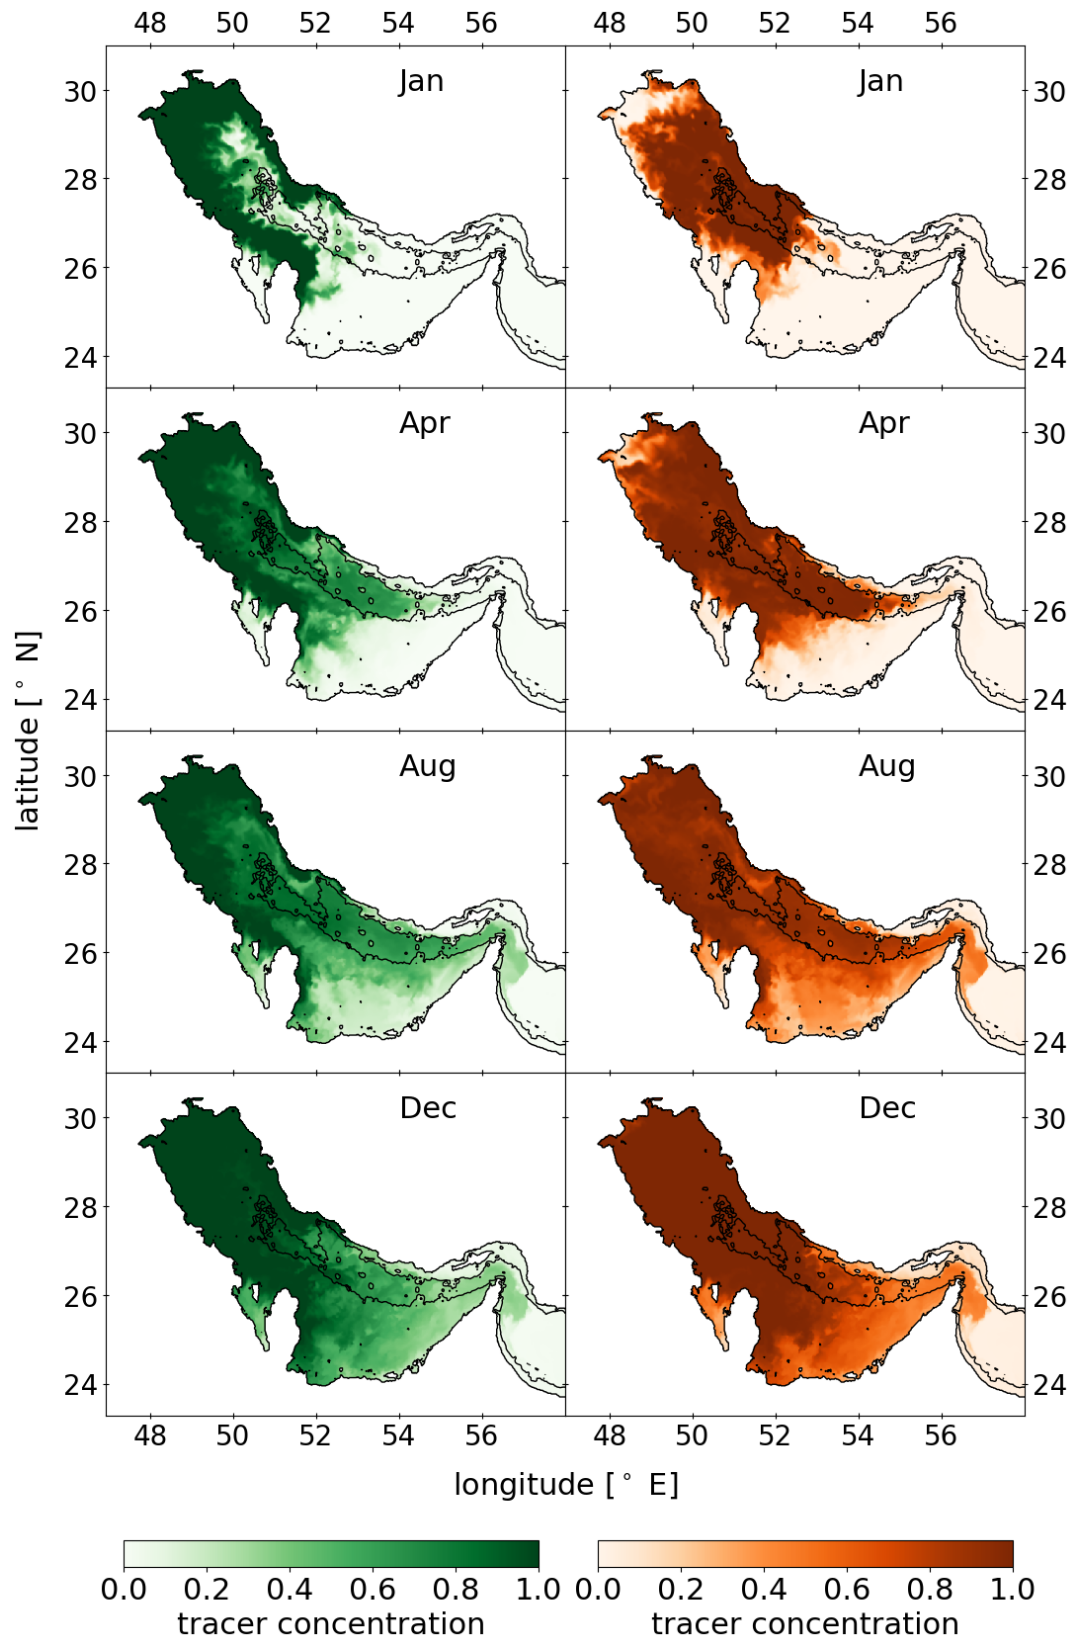 48 50 52 54 56 48 50 52 54 56
Jan Jan
30 30
28 28
26 26
24 24
Apr Apr
30 30
28 28
26 26
24 24
Aug Aug
30 30
28 28
26 26
24 24
Dec Dec
30 30
28 28
26 26
24 24
latitude [° N]
48 50 52 54 56 48 50 52 54 56
longitude [° E]
0.0 0.2 0.4 0.6 0.8 1.0 0.0 0.2 0.4 0.6 0.8 1.0
tracer concentration tracer concentration